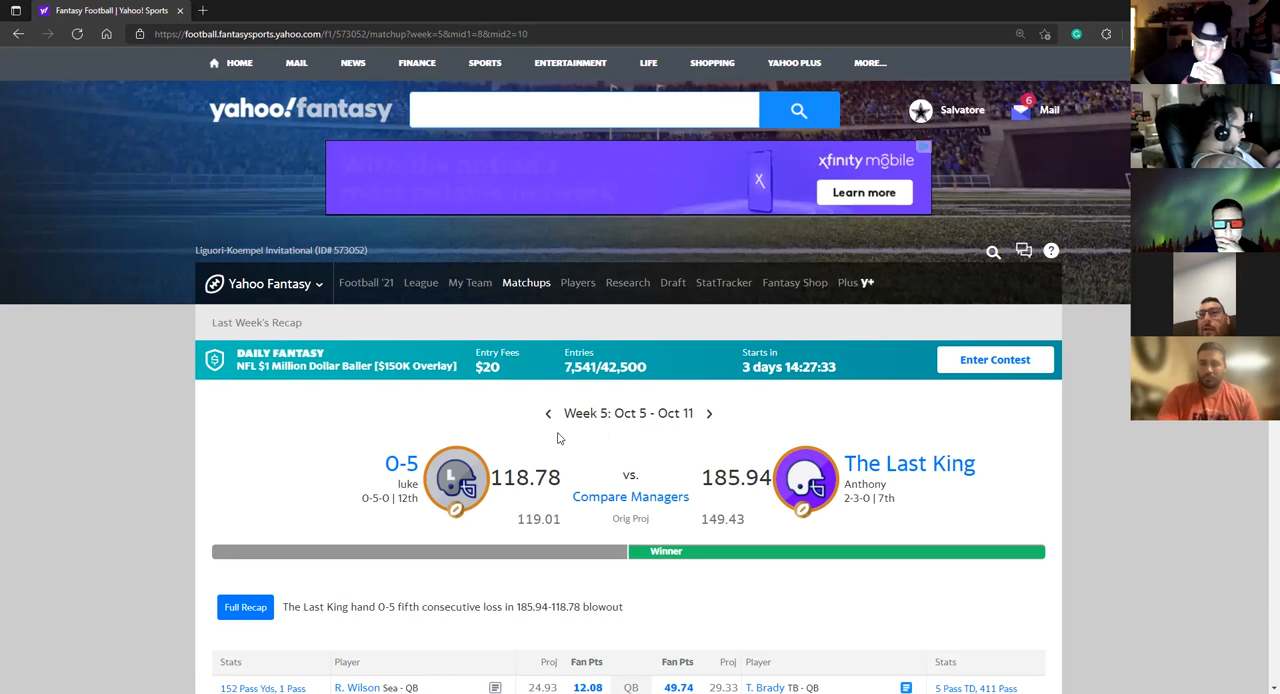 Fantasy Football | Yahoo! Sports
https://football.fantasysports.yahoo.com/f1/573052/matchup?week=5&mid1=8&mid2=10
HOME MAIL NEWS FINANCE SPORTS ENTERTAINMENT LIFE SHOPPING YAHOO PLUS MORE...
yahoo!fantasy
Salvatore
6
Mail
xfinity mobile
Learn more
Liguori-Koempel Invitational (ID# 573052)
Yahoo Fantasy Football '21 League My Team Matchups Players Research Draft StatTracker Fantasy Shop Plus y+
Last Week's Recap
DAILY FANTASY Entry Fees Entries Starts in
NFL $1 Million Dollar Baller [$150K Overlay] $20 7,541/42,500 3 days 14:27:33
Enter Contest
Week 5: Oct 5 - Oct 11
0-5 L 118.78 vs. 185.94 The Last King
luke Anthony
0-5-0 | 12th Compare Managers 2-3-0 | 7th
119.01 Orig Proj 149.43
Winner
Full Recap The Last King hand 0-5 fifth consecutive loss in 185.94-118.78 blowout
Stats Player Proj Fan Pts Fan Pts Proj Player Stats
152 Pass Yds, 1 Pass R. Wilson Sea - QB 24.93 12.08 QB 49.74 29.33 T. Brady TB - QB 5 Pass TD, 411 Pass